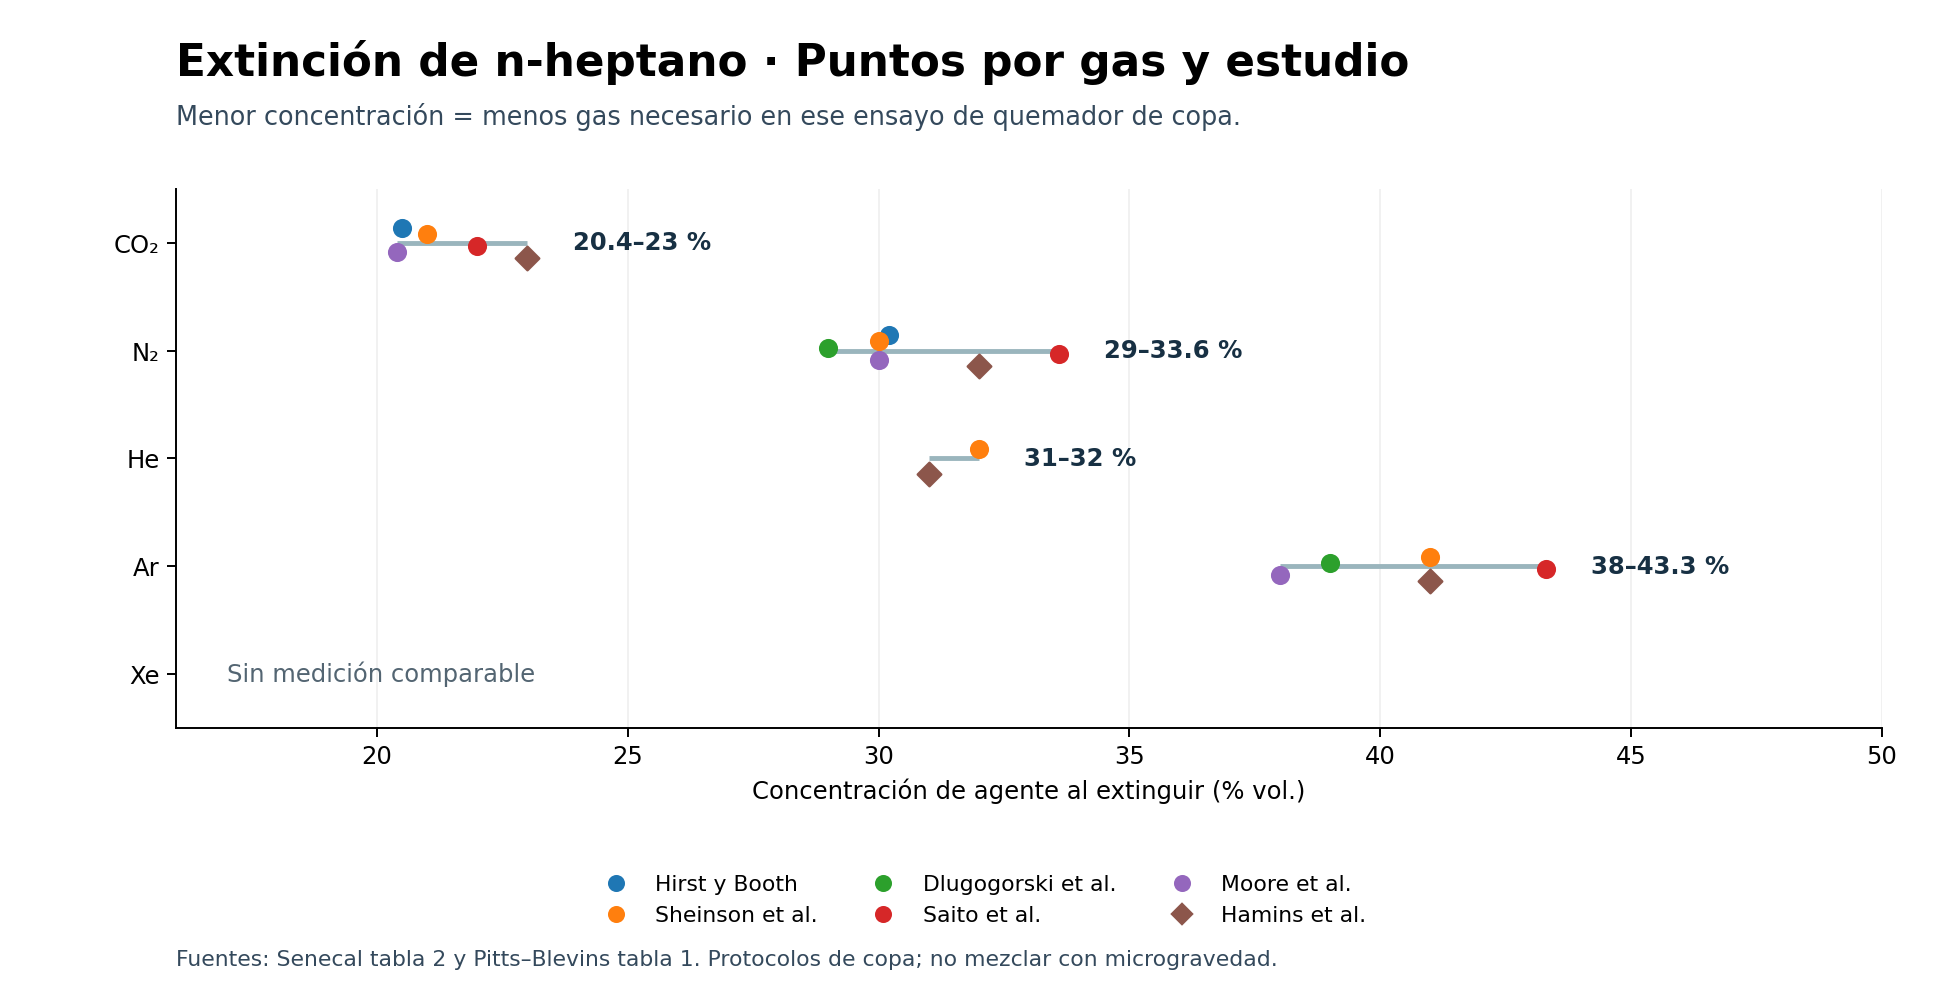 Extinción de n-heptano · Puntos por gas y estudio
Menor concentración = menos gas necesario en ese ensayo de quemador de copa.
CO₂
20.4–23 %
N₂
29–33.6 %
He
31–32 %
Ar
38–43.3 %
Xe
Sin medición comparable
20 25 30 35 40 45 50
Concentración de agente al extinguir (% vol.)
Hirst y Booth
Sheinson et al.
Dlugogorski et al.
Saito et al.
Moore et al.
Hamins et al.
Fuentes: Senecal tabla 2 y Pitts–Blevins tabla 1. Protocolos de copa; no mezclar con microgravedad.